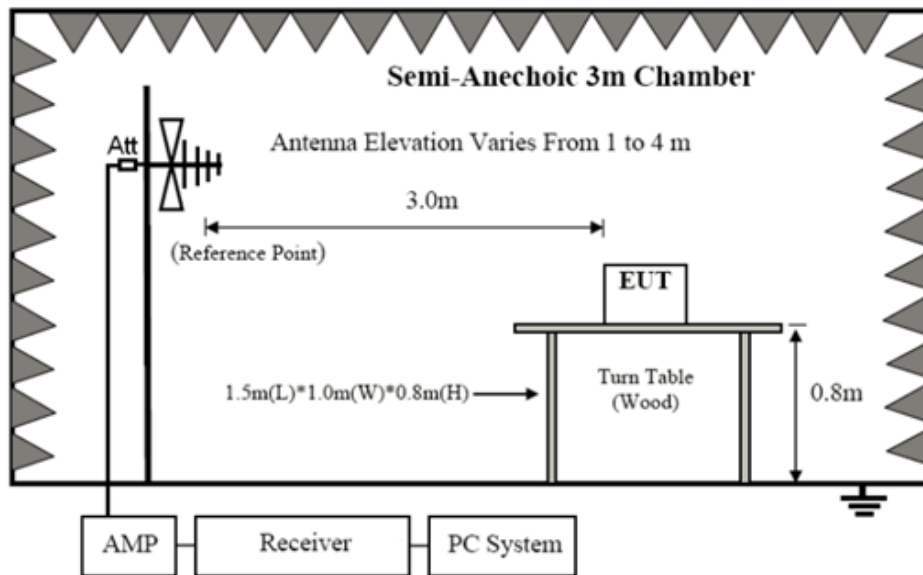 Semi-Anechoic 3m Chamber
Att
Antenna Elevation Varies From 1 to 4 m
3.0m
(Reference Point)
EUT
1.5m(L)*1.0m(W)*0.8m(H)
Turn Table
(Wood)
0.8m
AMP
Receiver
PC System